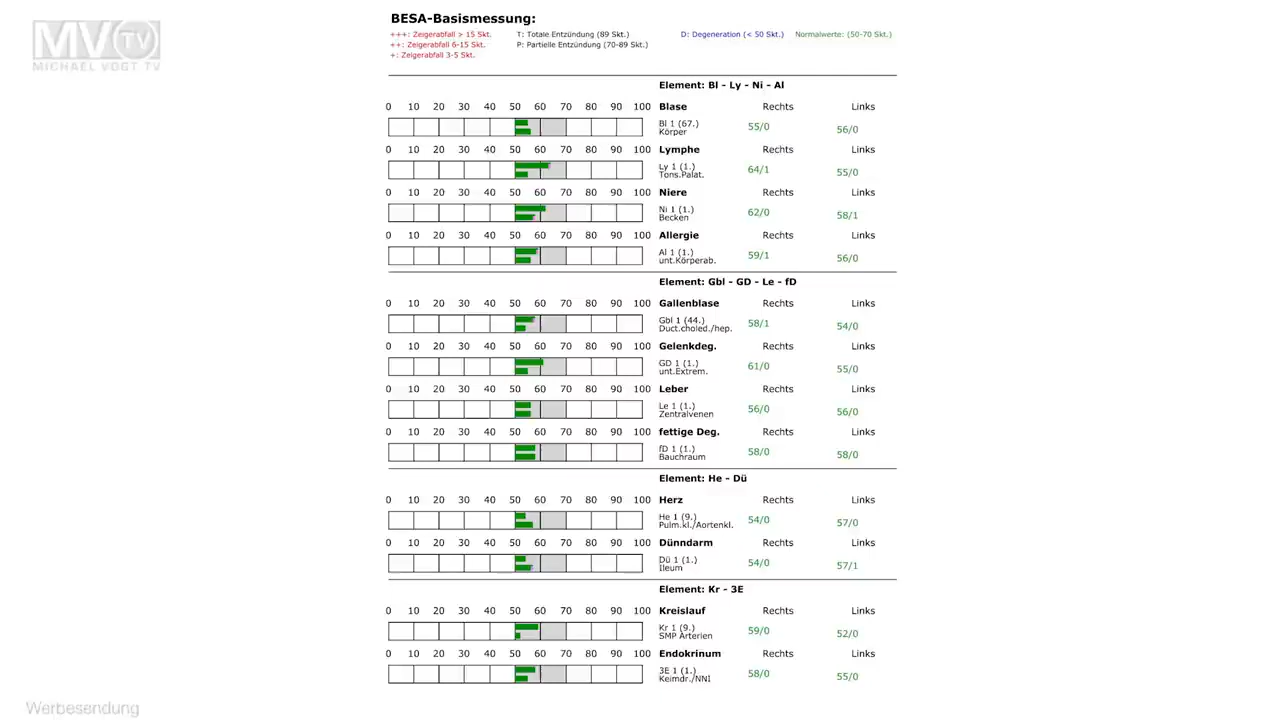 MV TV
MICHAEL VOGT TV
BESA-Basismessung:
+++: Zeigerabfall > 15 Skt. T: Totale Entzündung (89 Skt.) D: Degeneration (< 50 Skt.) Normalwerte: (50-70 Skt.)
++: Zeigerabfall 6-15 Skt. P: Partielle Entzündung (70-89 Skt.)
+: Zeigerabfall 3-5 Skt.
Element: Bl - Ly - Ni - Al
0 10 20 30 40 50 60 70 80 90 100 Blase Rechts Links
Bl 1 (67.) 55/0 56/0
Körper
0 10 20 30 40 50 60 70 80 90 100 Lymphe Rechts Links
Ly 1 (1.) 64/1 55/0
Tons.Palat.
0 10 20 30 40 50 60 70 80 90 100 Niere Rechts Links
Ni 1 (1.) 62/0 58/1
Becken
0 10 20 30 40 50 60 70 80 90 100 Allergie Rechts Links
Al 1 (1.) 59/1 56/0
unt.Körperab.
Element: Gbl - GD - Le - fD
0 10 20 30 40 50 60 70 80 90 100 Gallenblase Rechts Links
Gbl 1 (44.) 58/1 54/0
Duct.choled./hep.
0 10 20 30 40 50 60 70 80 90 100 Gelenkdeg. Rechts Links
GD 1 (1.) 61/0 55/0
unt.Extrem.
0 10 20 30 40 50 60 70 80 90 100 Leber Rechts Links
Le 1 (1.) 56/0 56/0
Zentralvenen
0 10 20 30 40 50 60 70 80 90 100 fettige Deg. Rechts Links
fD 1 (1.) 58/0 58/0
Bauchraum
Element: He - Dü
0 10 20 30 40 50 60 70 80 90 100 Herz Rechts Links
He 1 (9.) 54/0 57/0
Pulm.kl./Aortenkl.
0 10 20 30 40 50 60 70 80 90 100 Dünndarm Rechts Links
Dü 1 (1.) 54/0 57/1
Ileum
Element: Kr - 3E
0 10 20 30 40 50 60 70 80 90 100 Kreislauf Rechts Links
Kr 1 (9.) 59/0 52/0
SMP Arterien
0 10 20 30 40 50 60 70 80 90 100 Endokrinum Rechts Links
3E 1 (1.) 58/0 55/0
Keimdr./NNI
Werbesendung